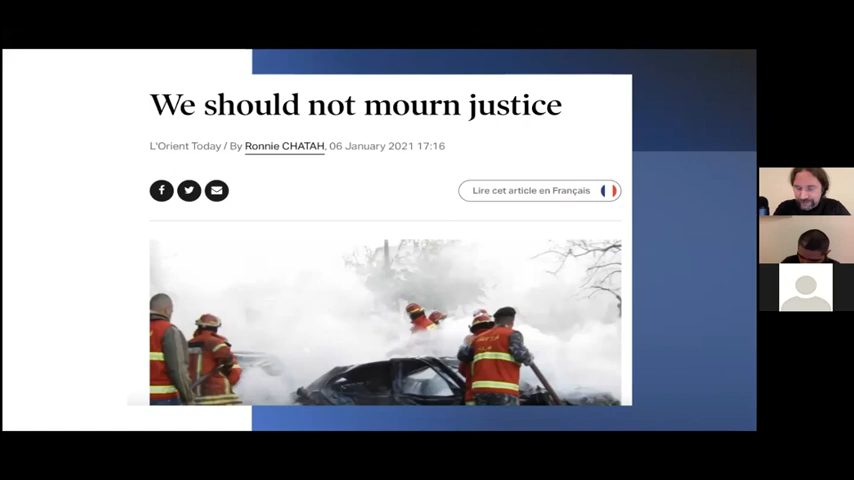 We should not mourn justice
L'Orient Today / By Ronnie CHATAH, 06 January 2021 17:16
Lire cet article en Français